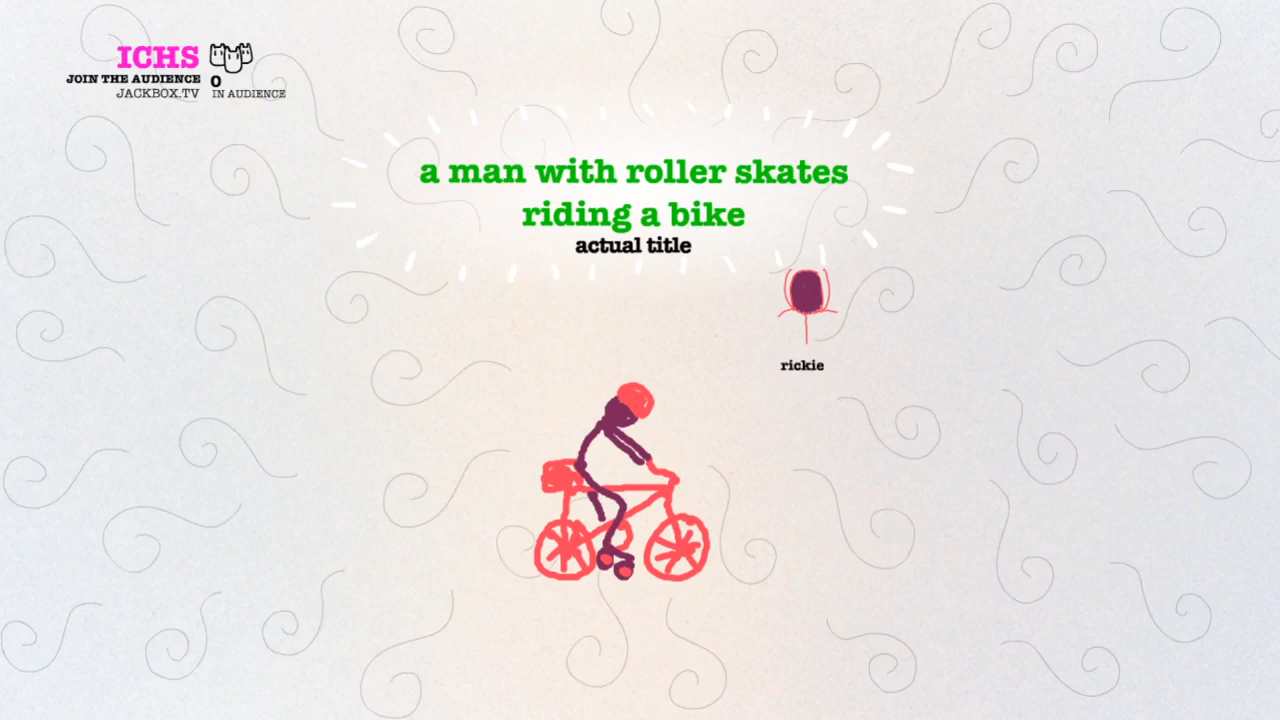 ICHS
JOIN THE AUDIENCE
JACKBOX.TV
0
IN AUDIENCE
a man with roller skates
riding a bike
actual title
rickie